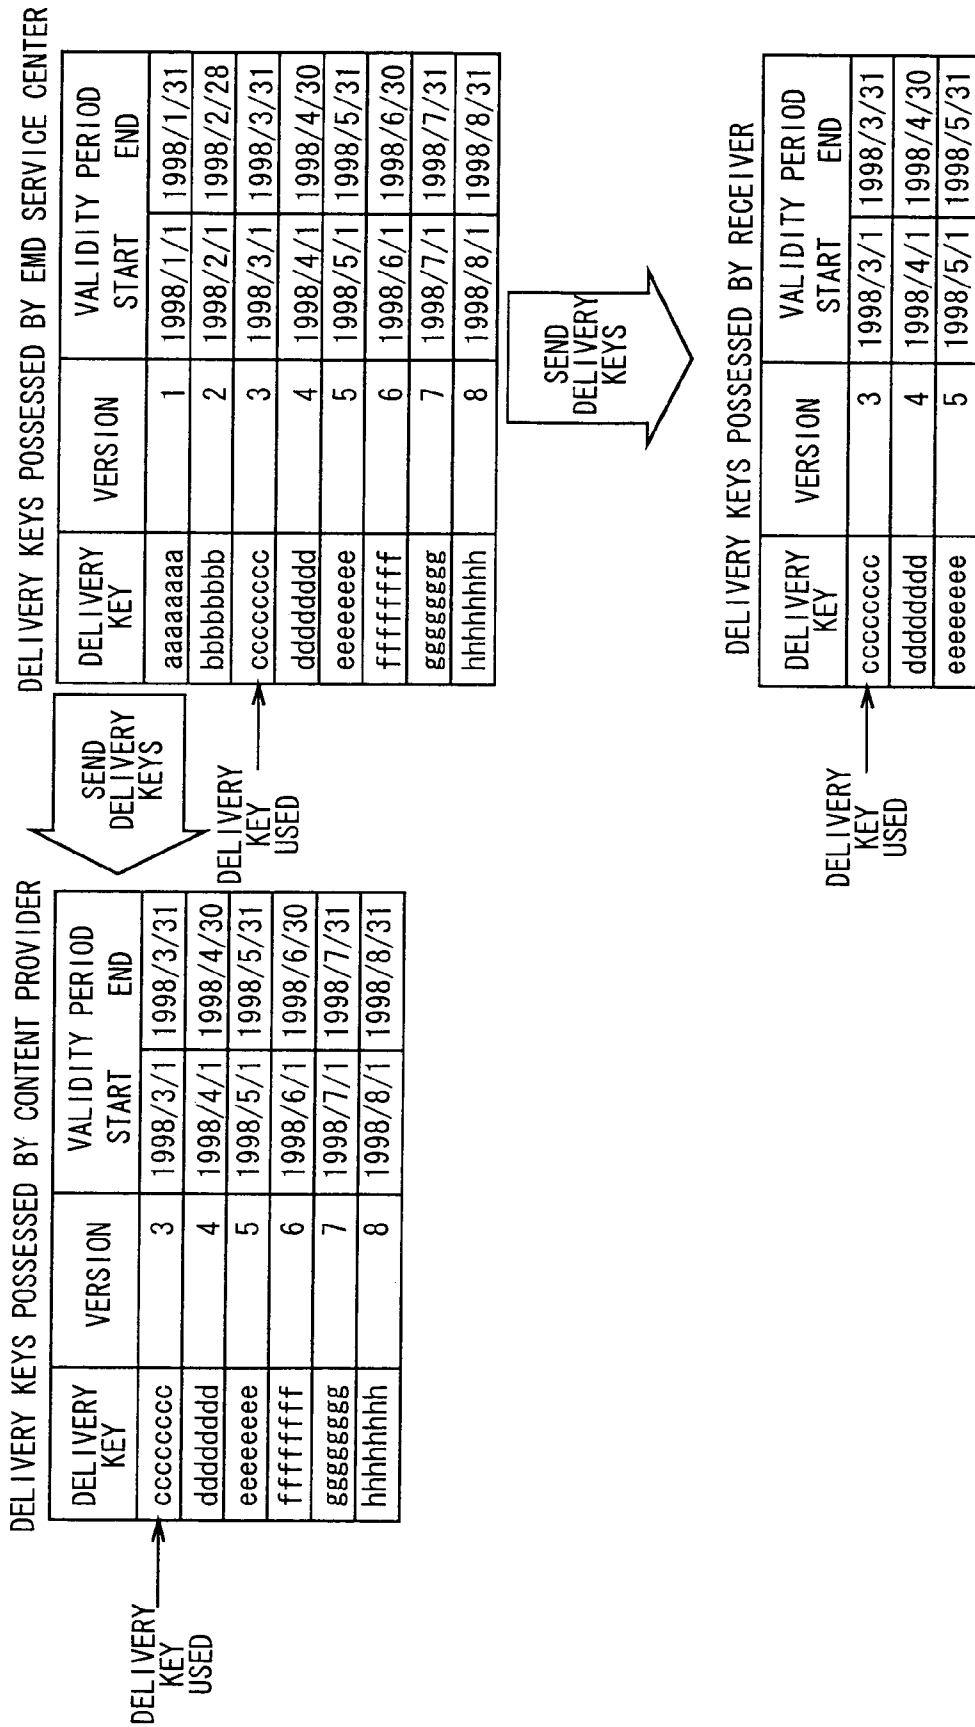 DELIVERY KEYS POSSESSED BY CONTENT PROVIDER
DELIVERY KEY VERSION VALIDITY PERIOD START END
cccccccc 3 1998/3/1 1998/3/31
dddddddd 4 1998/4/1 1998/4/30
eeeeeeee 5 1998/5/1 1998/5/31
ffffffff 6 1998/6/1 1998/6/30
gggggggg 7 1998/7/1 1998/7/31
hhhhhhhh 8 1998/8/1 1998/8/31
DELIVERY
KEY
USED
SEND
DELIVERY
KEYS
DELIVERY KEYS POSSESSED BY EMD SERVICE CENTER
DELIVERY KEY VERSION VALIDITY PERIOD START END
aaaaaaaa 1 1998/1/1 1998/1/31
bbbbbbbb 2 1998/2/1 1998/2/28
cccccccc 3 1998/3/1 1998/3/31
dddddddd 4 1998/4/1 1998/4/30
eeeeeeee 5 1998/5/1 1998/5/31
ffffffff 6 1998/6/1 1998/6/30
gggggggg 7 1998/7/1 1998/7/31
hhhhhhhh 8 1998/8/1 1998/8/31
DELIVERY
KEY
USED
SEND
DELIVERY
KEYS
DELIVERY KEYS POSSESSED BY RECEIVER
DELIVERY KEY VERSION VALIDITY PERIOD START END
cccccccc 3 1998/3/1 1998/3/31
dddddddd 4 1998/4/1 1998/4/30
eeeeeeee 5 1998/5/1 1998/5/31
DELIVERY
KEY
USED